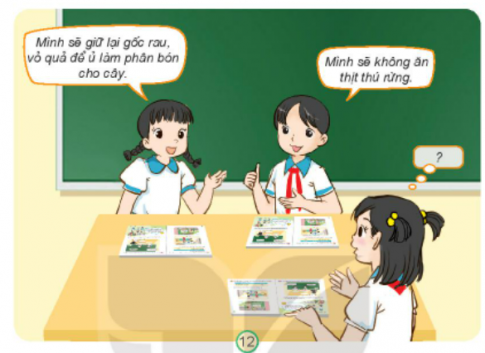 Mình sẽ giữ lại gốc rau,
vỏ quả để ủ làm phân bón
cho cây.
Mình sẽ không ăn
thịt thú rừng.
?
12